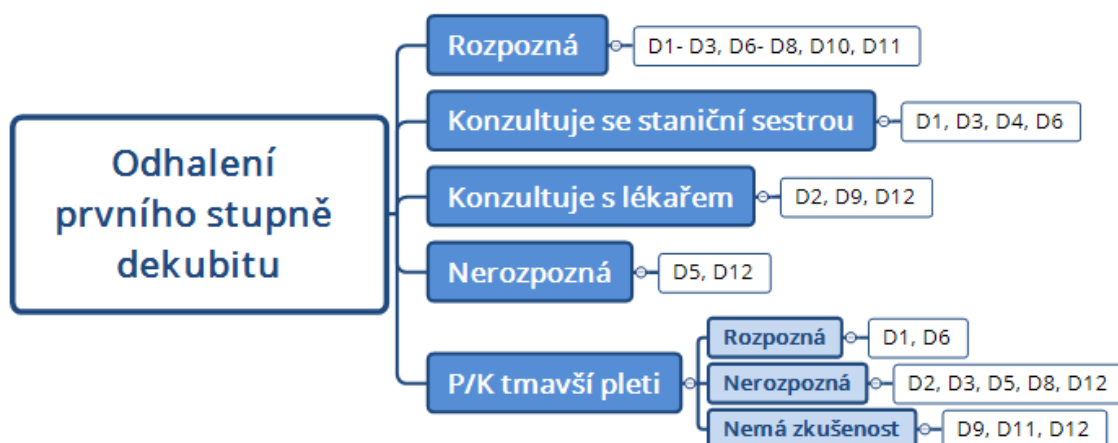 Odhalení
prvního stupně
dekubitu
Rozpozná
D1- D3, D6- D8, D10, D11
Konzultuje se staniční sestrou
D1, D3, D4, D6
Konzultuje s lékařem
D2, D9, D12
Nerozpozná
D5, D12
P/K tmavší pleti
Rozpozná
D1, D6
Nerozpozná
D2, D3, D5, D8, D12
Nemá zkušenost
D9, D11, D12